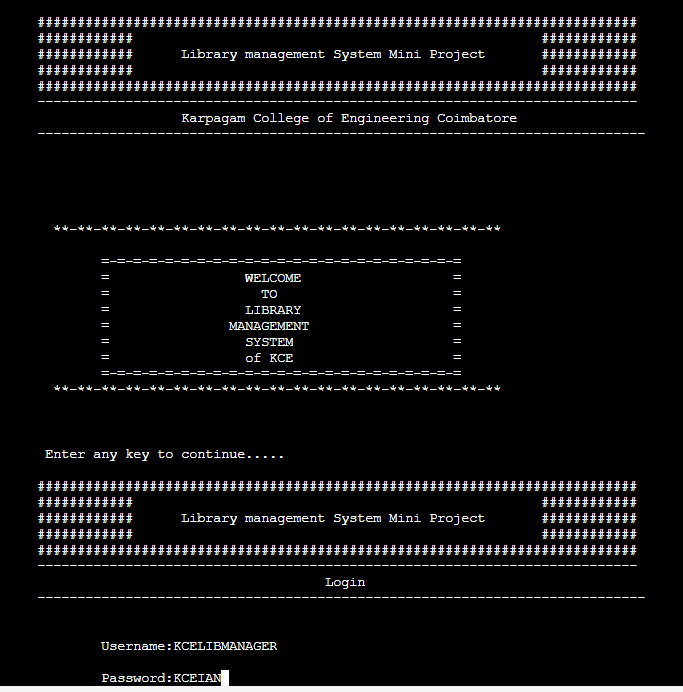 ###########################################################################
############                                                   ############
############      Library management System Mini Project       ############
############                                                   ############
###########################################################################
---------------------------------------------------------------------------
Karpagam College of Engineering Coimbatore
----------------------------------------------------------------------------
**-**-**-**-**-**-**-**-**-**-**-**-**-**-**-**-**-**-**
=-=-=-=-=-=-=-=-=-=-=-=-=-=-=-=-=-=-=-=-=-=-=
=                 WELCOME                   =
=                   TO                      =
=                 LIBRARY                   =
=               MANAGEMENT                  =
=                 SYSTEM                    =
=                 of KCE                    =
=-=-=-=-=-=-=-=-=-=-=-=-=-=-=-=-=-=-=-=-=-=-=
**-**-**-**-**-**-**-**-**-**-**-**-**-**-**-**-**-**-**
Enter any key to continue.....
###########################################################################
############                                                   ############
############      Library management System Mini Project       ############
############                                                   ############
###########################################################################
---------------------------------------------------------------------------
Login
----------------------------------------------------------------------------
Username:KCELIBMANAGER
Password:KCEIAN